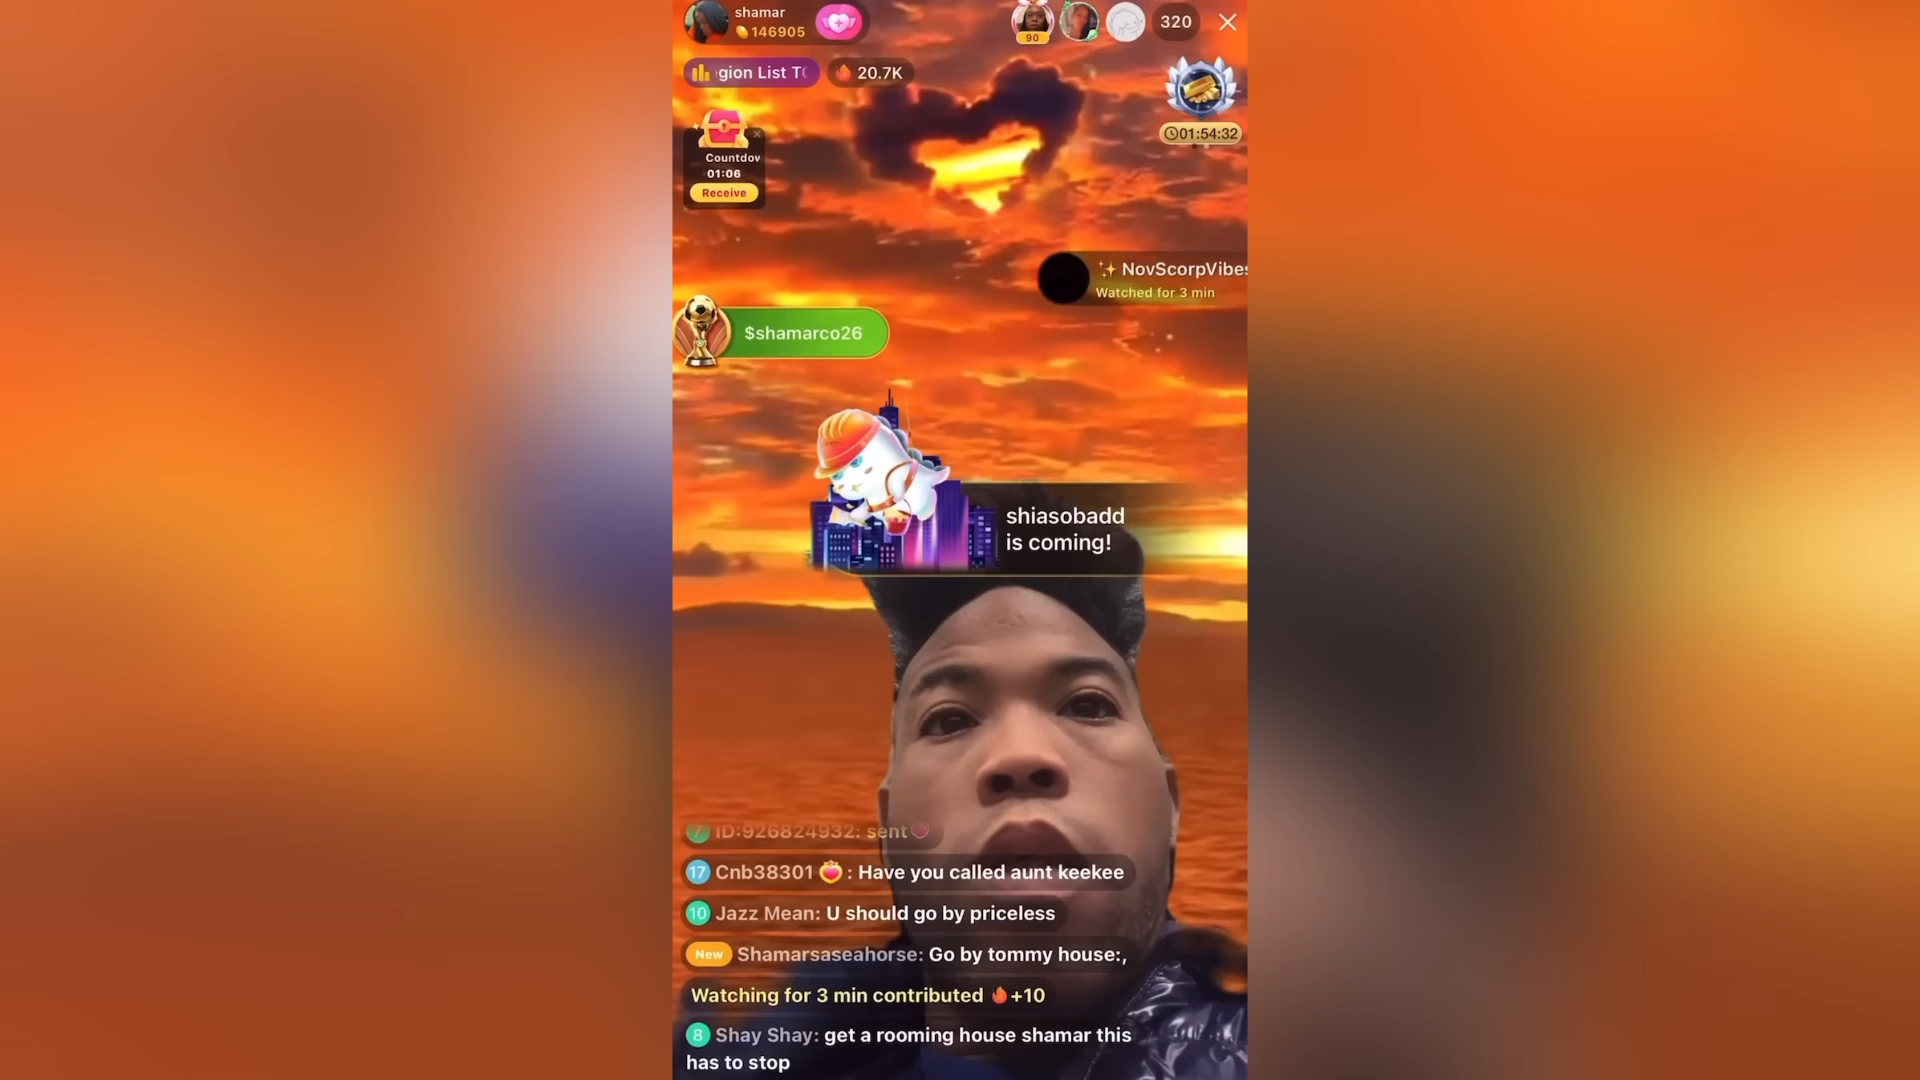 shamar
146905
90
320
gion List T
20.7K
01:54:32
Countdov
01:06
Receive
NovScorpVibes
Watched for 3 min
$shamarco26
shiasobadd
is coming!
7 ID:926824932: sent
17 Cnb38301 : Have you called aunt keekee
10 Jazz Mean: U should go by priceless
New Shamarsaseahorse: Go by tommy house:,
Watching for 3 min contributed 🔥+10
8 Shay Shay: get a rooming house shamar this
has to stop